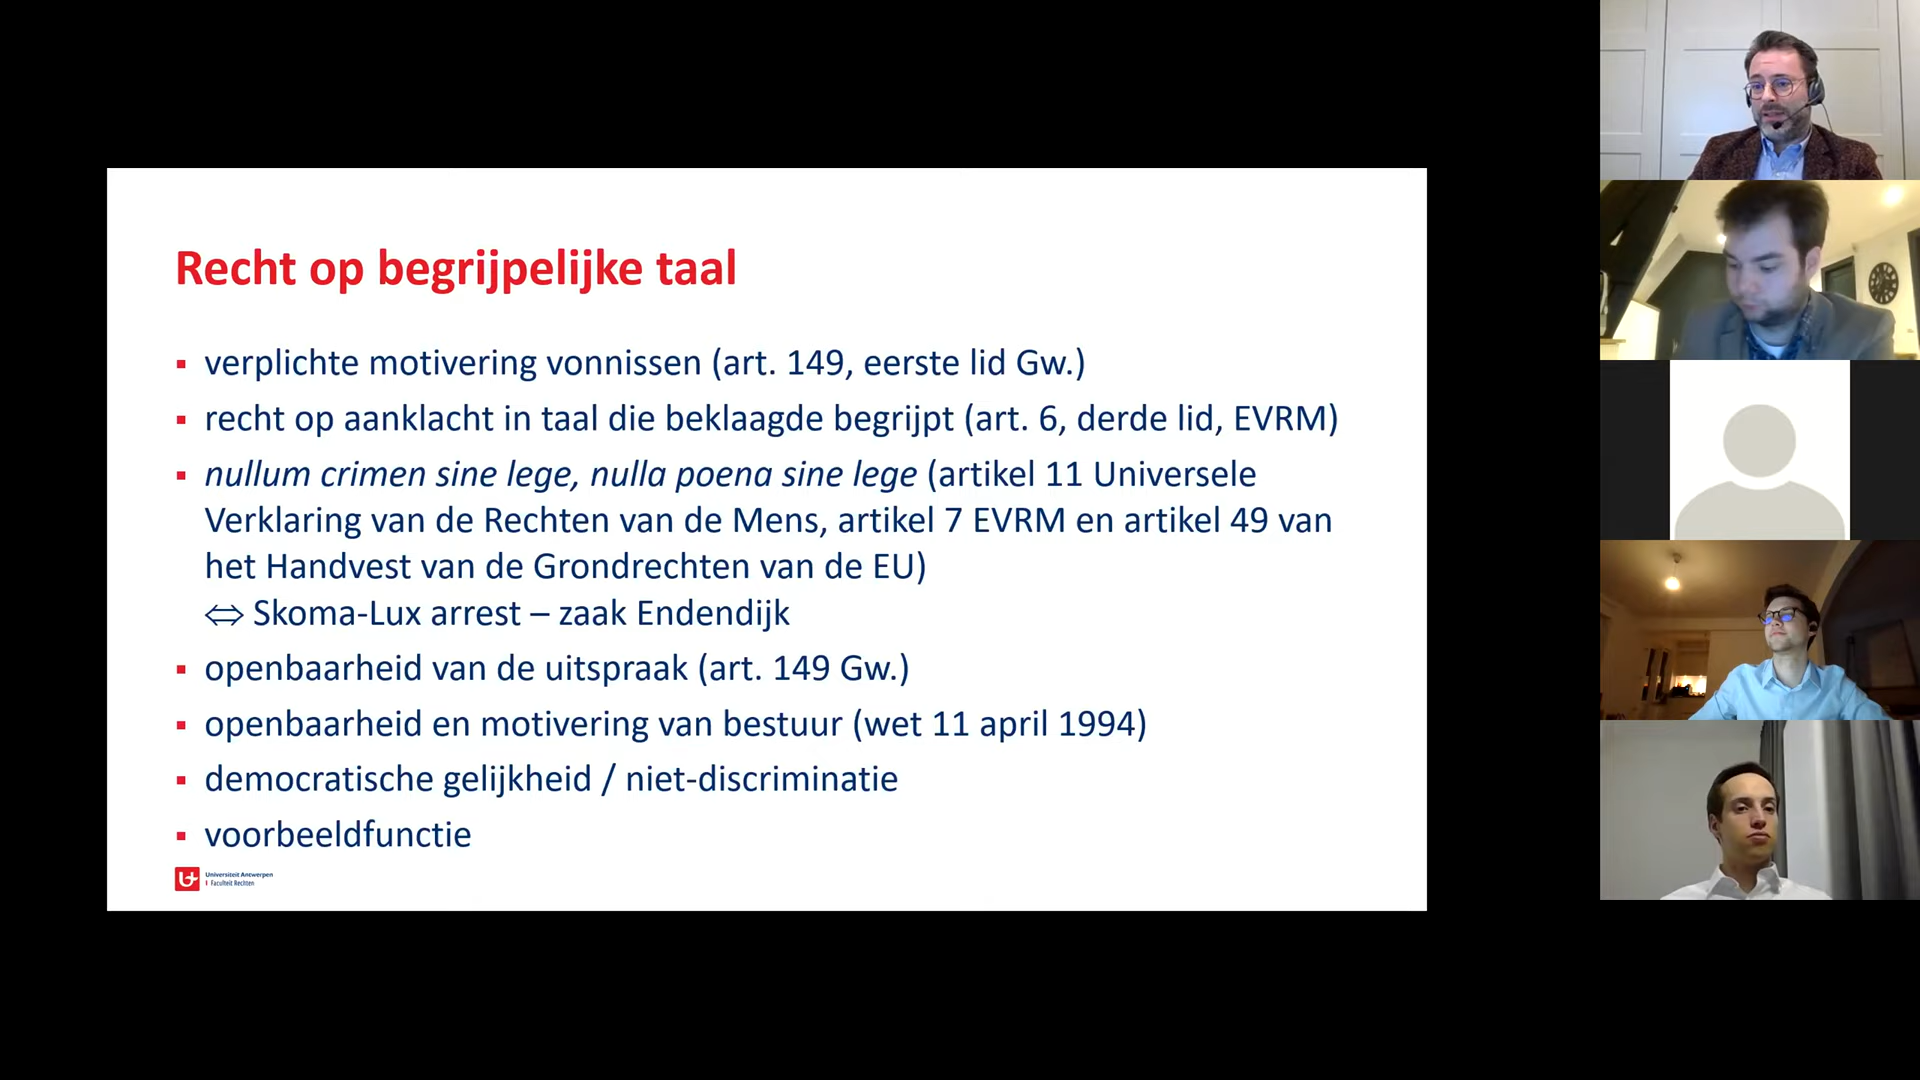 Recht op begrijpelijke taal
verplichte motivering vonnissen (art. 149, eerste lid Gw.)
recht op aanklacht in taal die beklaagde begrijpt (art. 6, derde lid, EVRM)
nullum crimen sine lege, nulla poena sine lege (artikel 11 Universele
Verklaring van de Rechten van de Mens, artikel 7 EVRM en artikel 49 van
het Handvest van de Grondrechten van de EU)
⇔ Skoma-Lux arrest – zaak Endendijk
openbaarheid van de uitspraak (art. 149 Gw.)
openbaarheid en motivering van bestuur (wet 11 april 1994)
democratische gelijkheid / niet-discriminatie
voorbeeldfunctie
Universiteit Antwerpen
I Faculteit Rechten